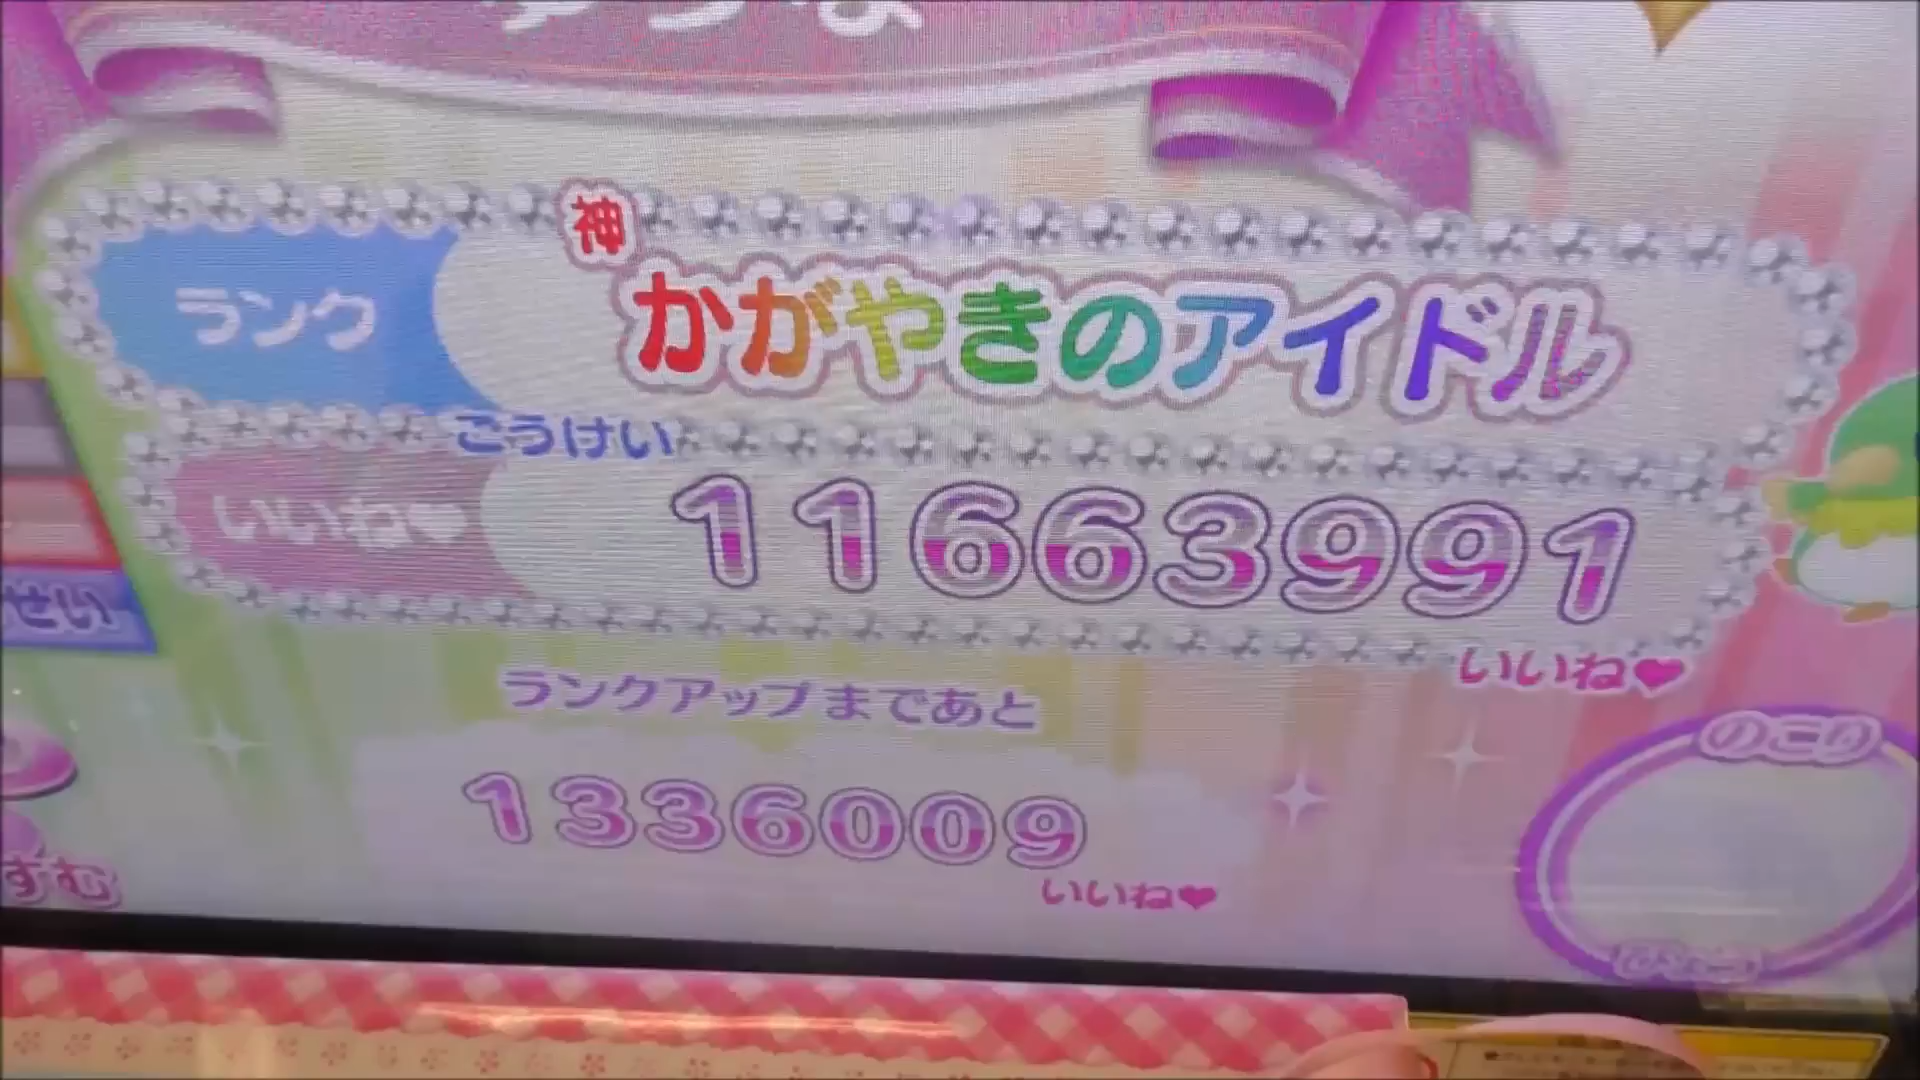 神
ランク
かがやきのアイドル
ごうけい
いいね♥
11663991
いいね♥
ランクアップまであと
1336009
いいね♥
のこり
せい
すむ